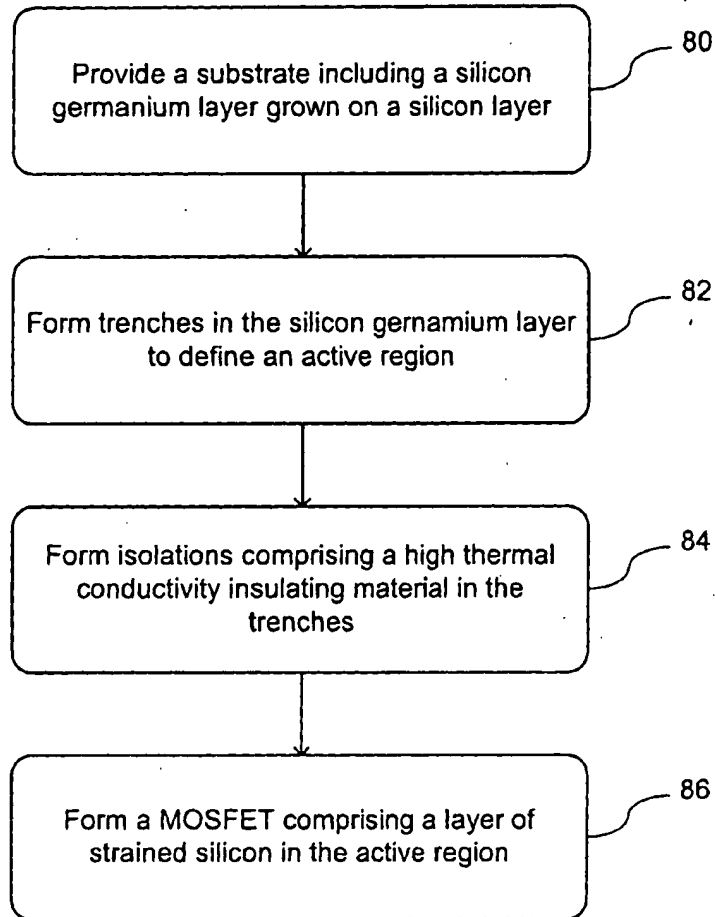 80
Provide a substrate including a silicon
germanium layer grown on a silicon layer
82
Form trenches in the silicon gernamium layer
to define an active region
84
Form isolations comprising a high thermal
conductivity insulating material in the
trenches
86
Form a MOSFET comprising a layer of
strained silicon in the active region